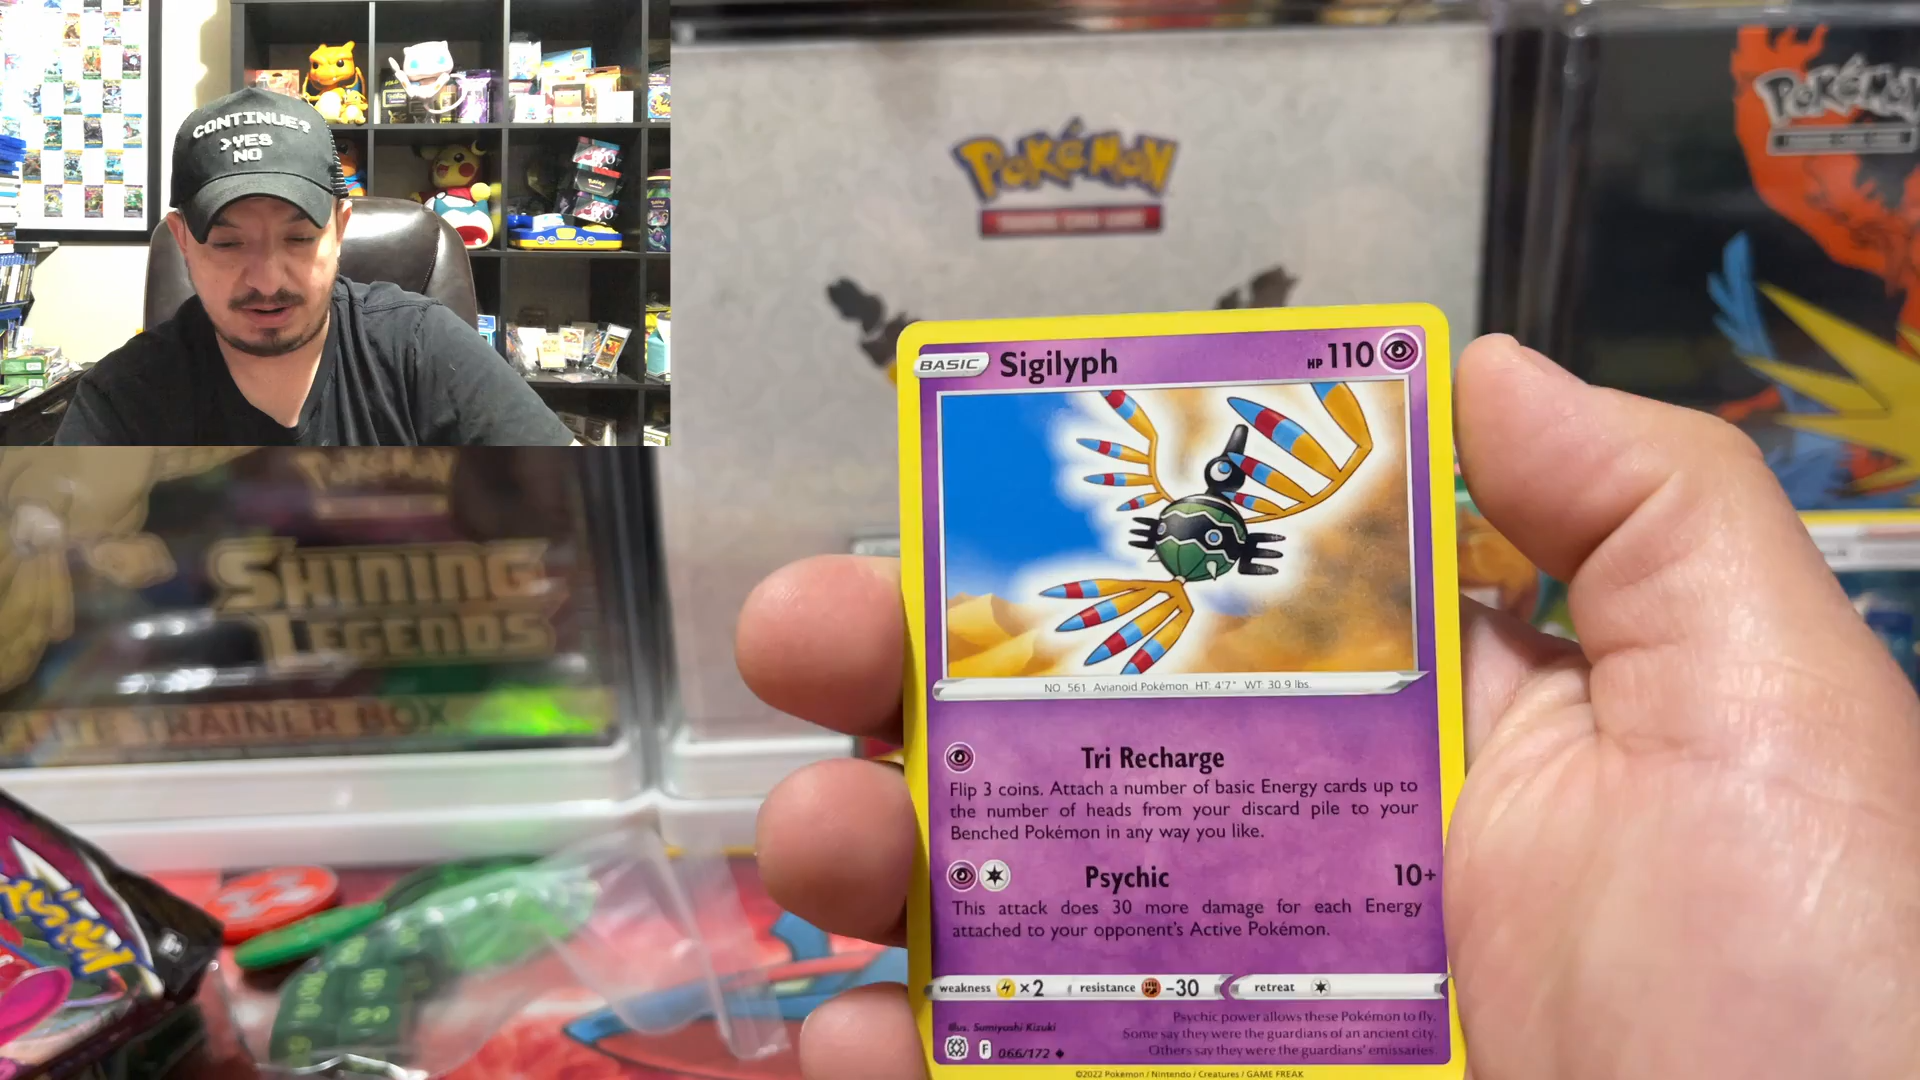 CONTINUE?
>YES
NO
POKÉMON
POKÉMON
POKÉMON
SHINING
LEGENDS
ELITE TRAINER BOX
BASIC Sigilyph HP 110
NO. 561 Avianoid Pokémon HT: 4'7" WT: 30.9 lbs.
Tri Recharge
Flip 3 coins. Attach a number of basic Energy cards up to
the number of heads from your discard pile to your
Benched Pokémon in any way you like.
Psychic 10+
This attack does 30 more damage for each Energy
attached to your opponent's Active Pokémon.
weakness ×2 resistance -30 retreat
Psychic power allows these Pokémon to fly.
Some say they were the guardians of an ancient city.
Others say they were the guardians' emissaries.
Illus. Sumiyoshi Kizuki
F 066/172
©2022 Pokémon / Nintendo / Creatures / GAME FREAK